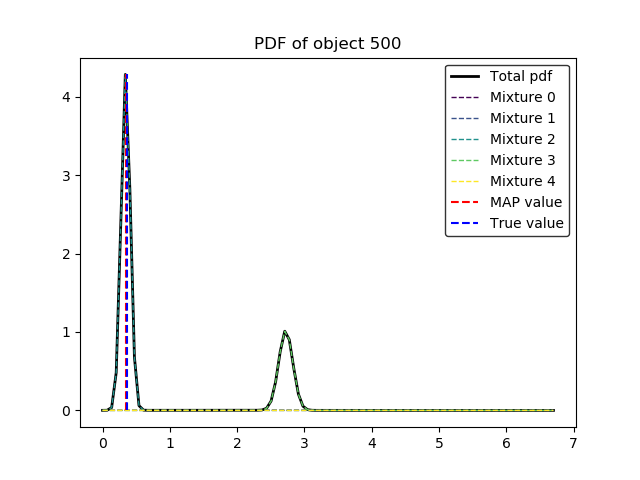 PDF of object 500
Total pdf
Mixture 0
Mixture 1
Mixture 2
Mixture 3
Mixture 4
MAP value
True value
4
3
2
1
0
0 1 2 3 4 5 6 7